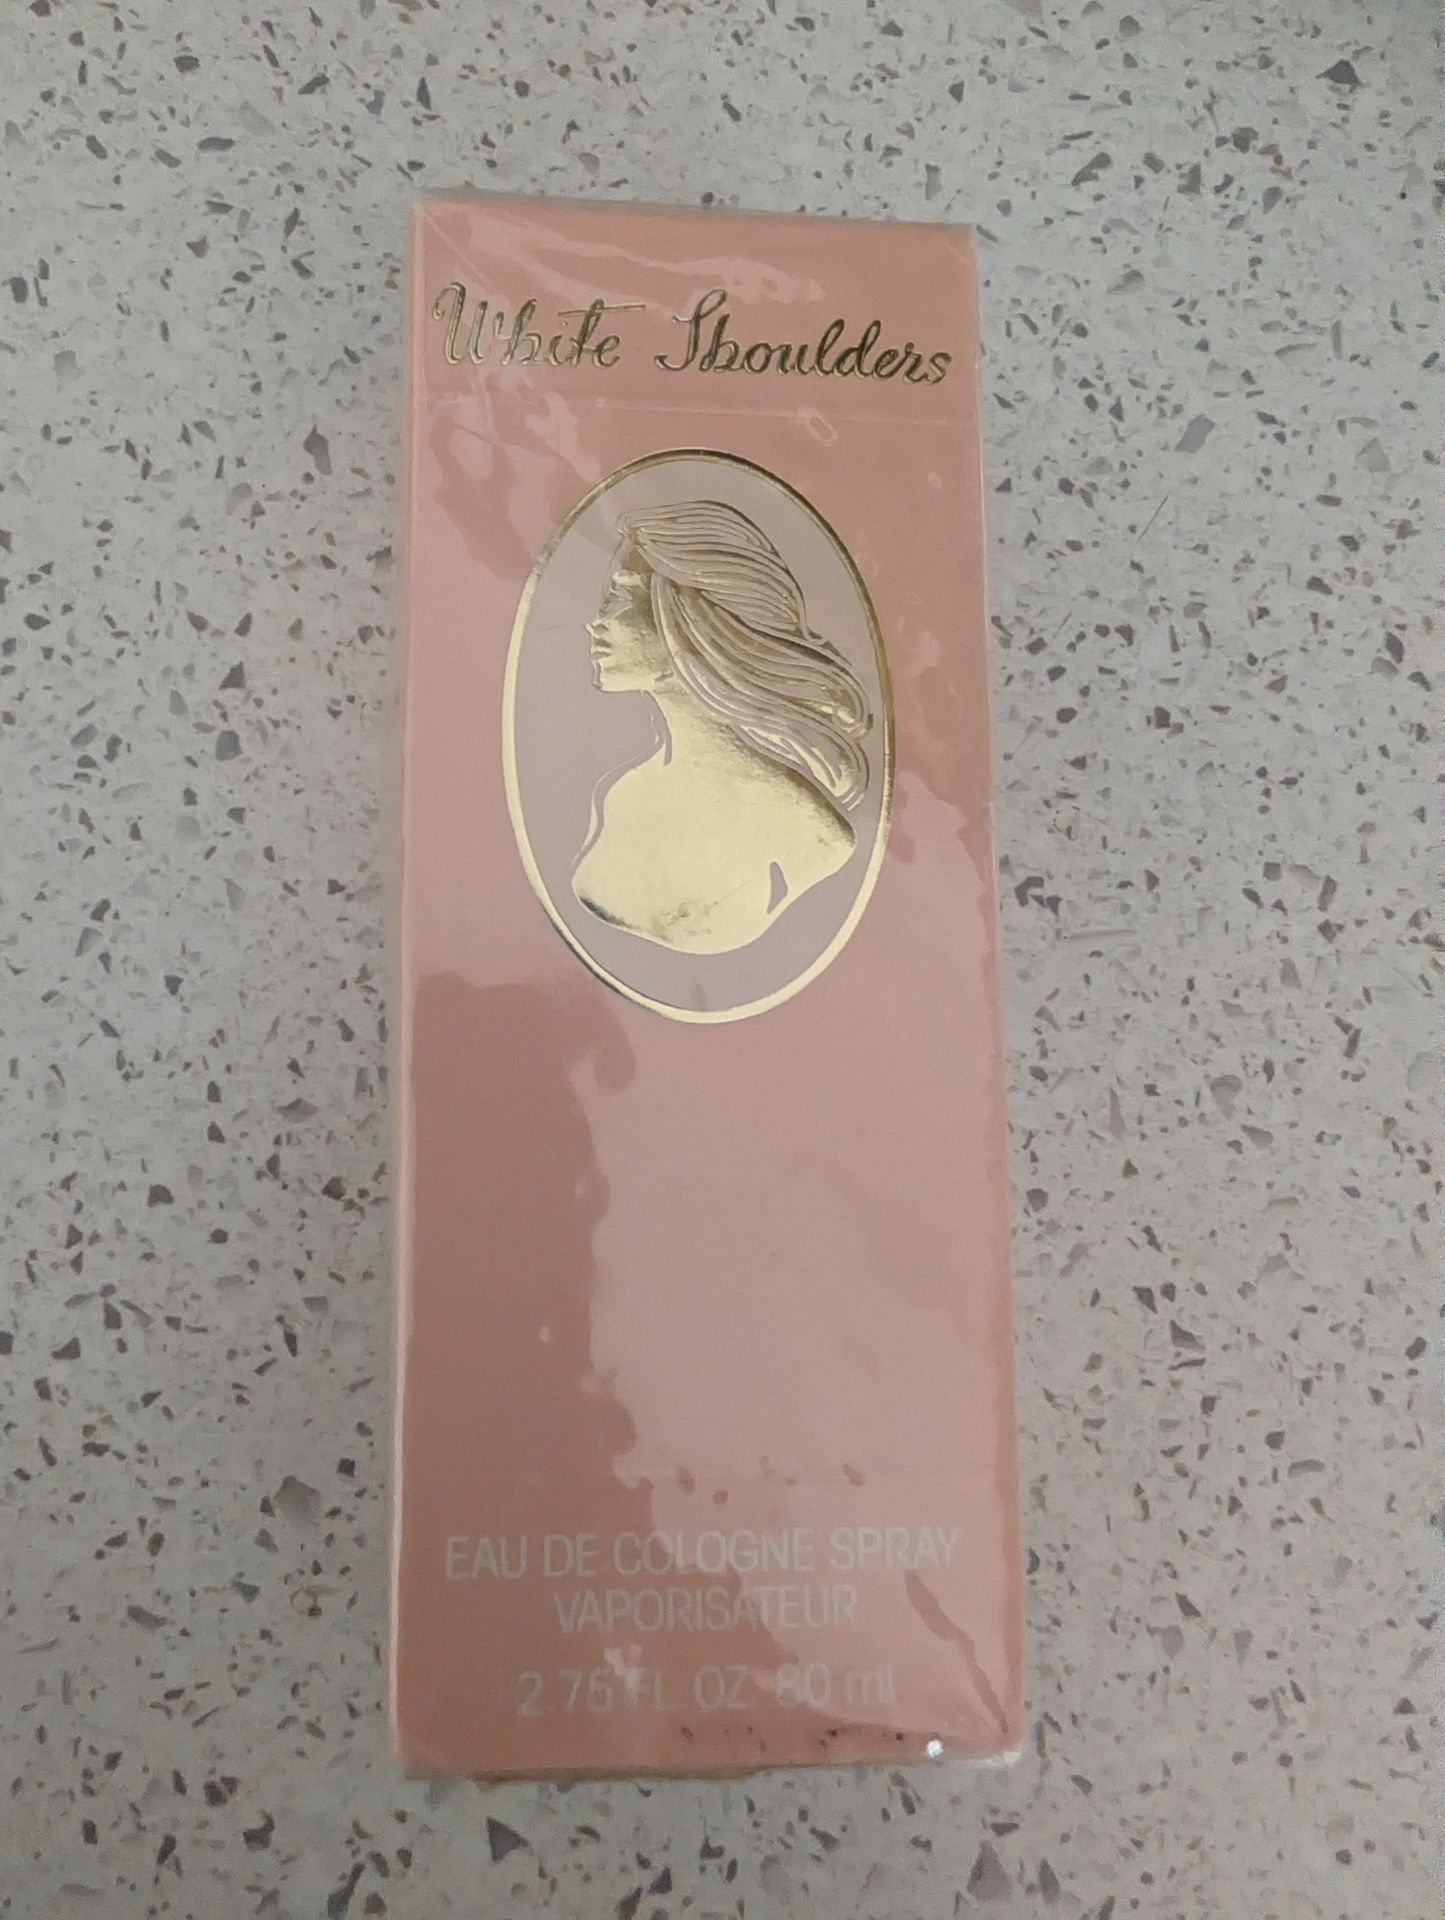 White Shoulders
EAU DE COLOGNE SPRAY
VAPORISATEUR
2.75 FL. OZ. 80 ml